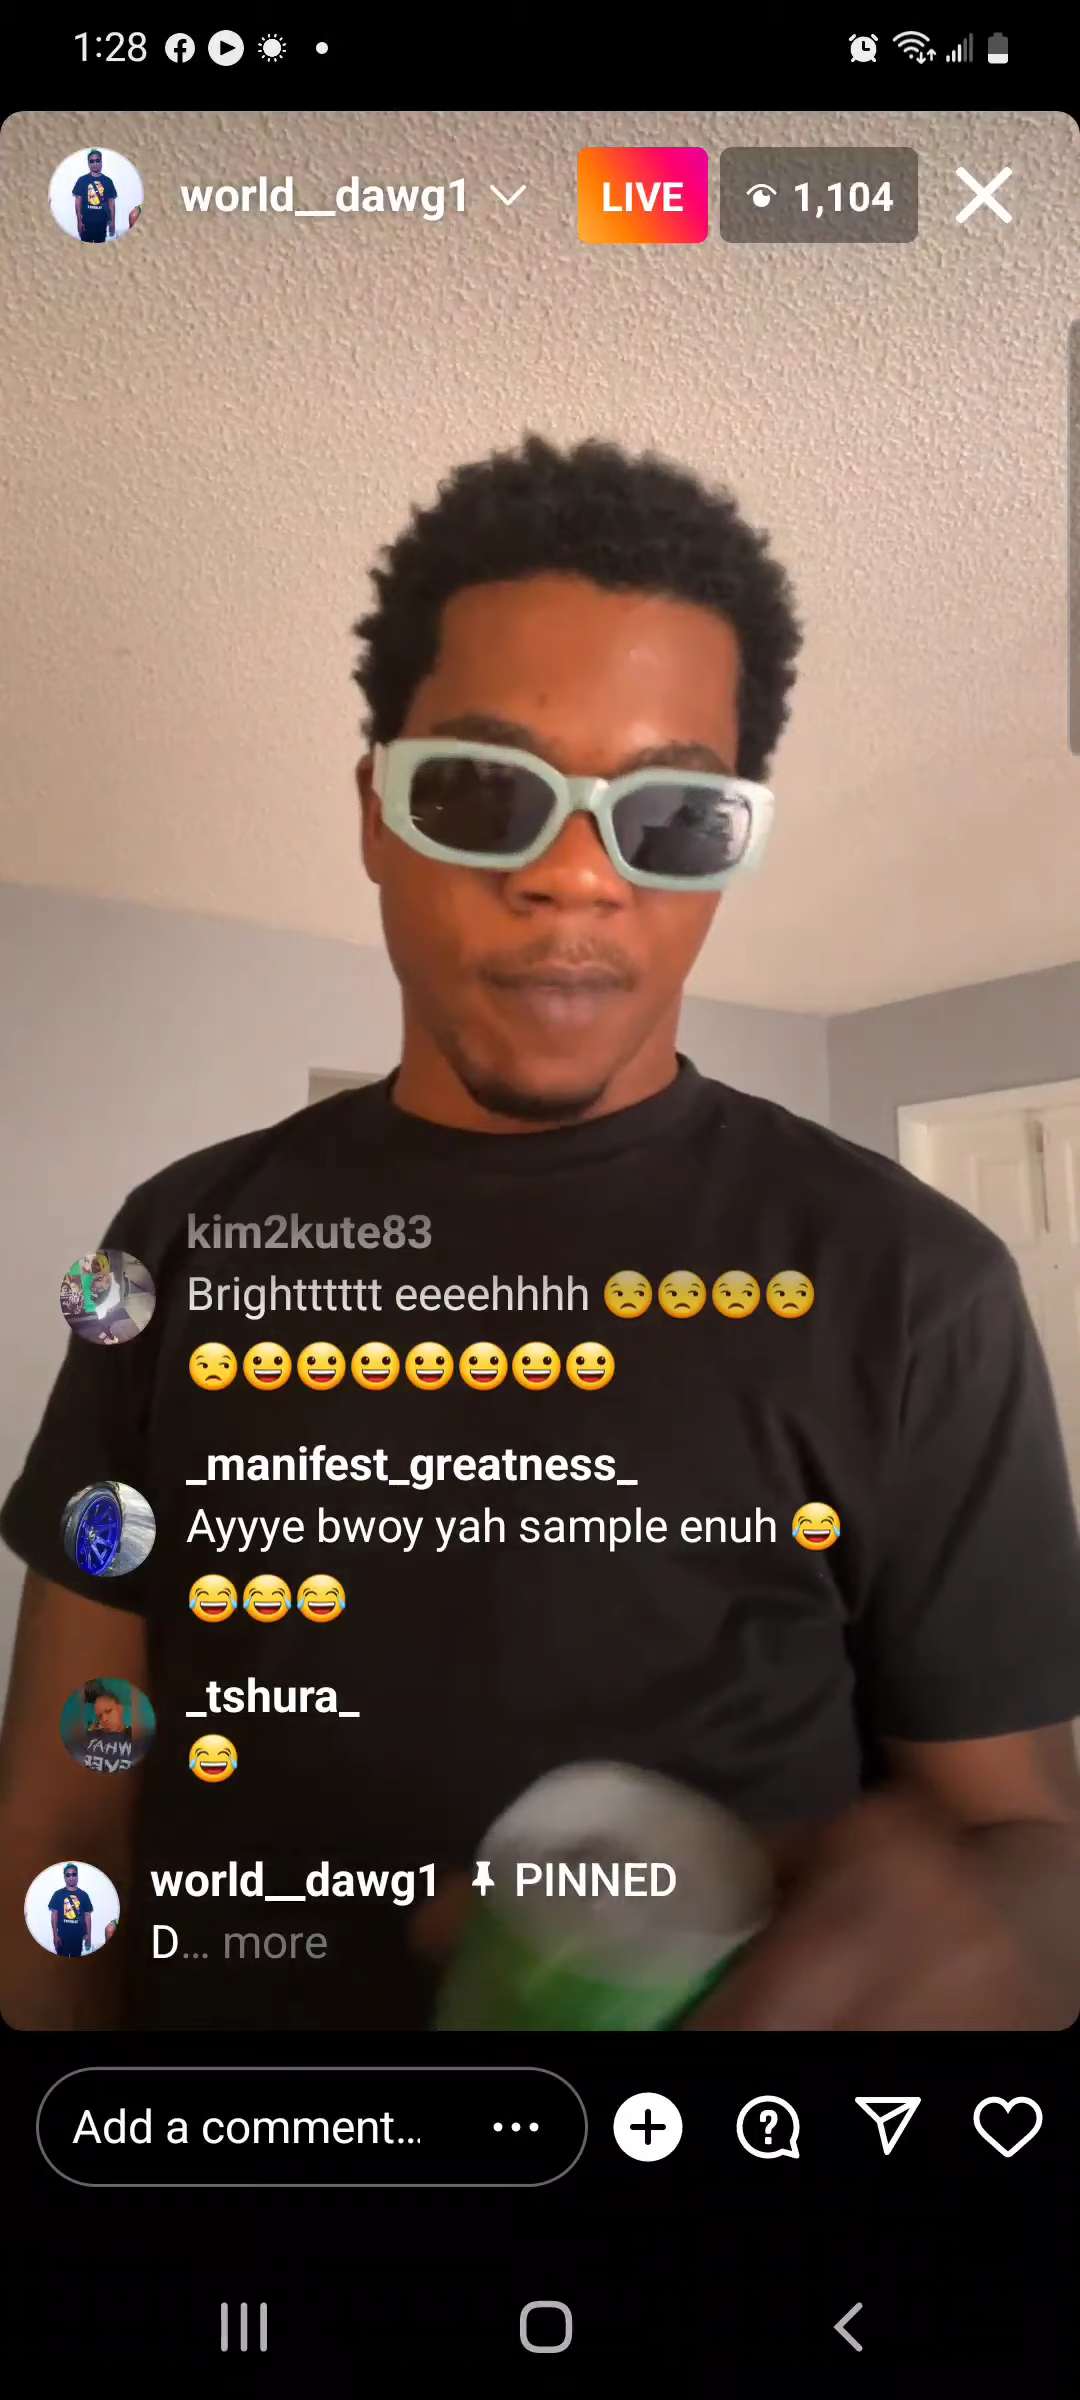 1:28
world__dawg1
LIVE
1,104
kim2kute83
Brightttttt eeeehhhh 😒😒😒😒
😒😀😀😀😀😀😀😀
_manifest_greatness_
Ayyye bwoy yah sample enuh 😂
😂😂😂
_tshura_
😂
world__dawg1 PINNED
D... more
Add a comment...